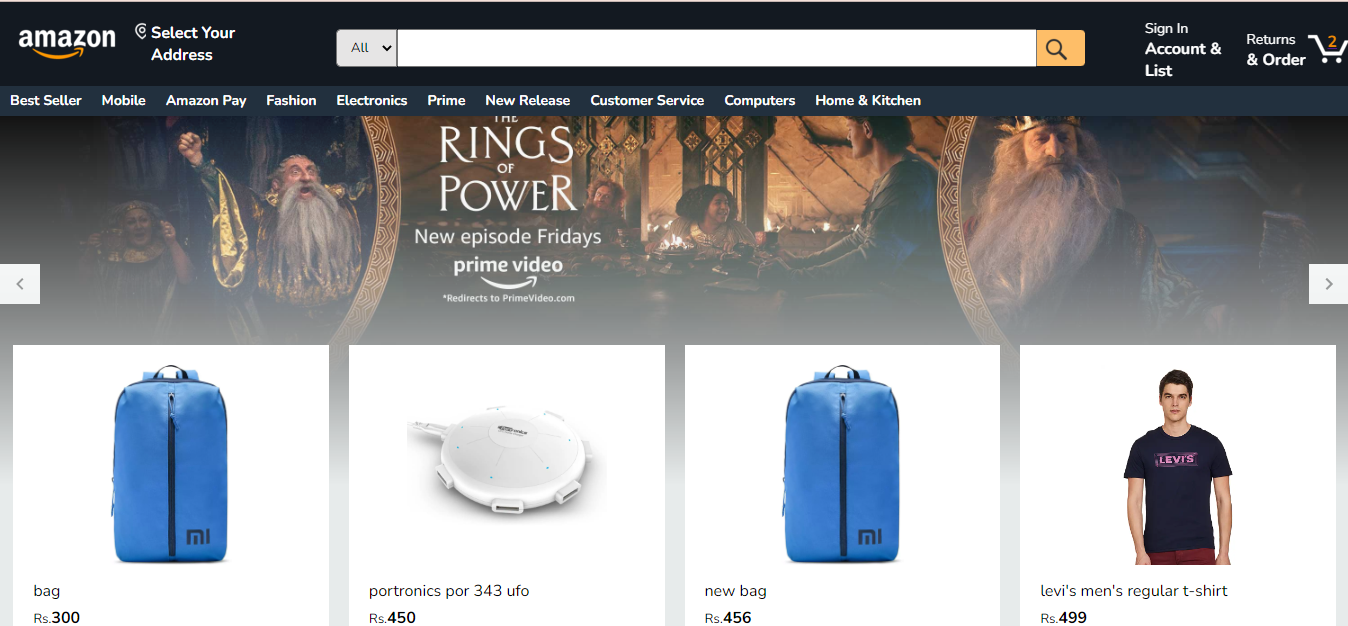 amazon
Select Your
Address
All
Sign In
Account &
List
Returns
& Order
2
Best Seller
Mobile
Amazon Pay
Fashion
Electronics
Prime
New Release
Customer Service
Computers
Home & Kitchen
THE
RINGS
OF
POWER
New episode Fridays
prime video
*Redirects to PrimeVideo.com
mi
bag
Rs.300
portronics por 343 ufo
Rs.450
mi
new bag
Rs.456
LEVI'S
levi's men's regular t-shirt
Rs.499